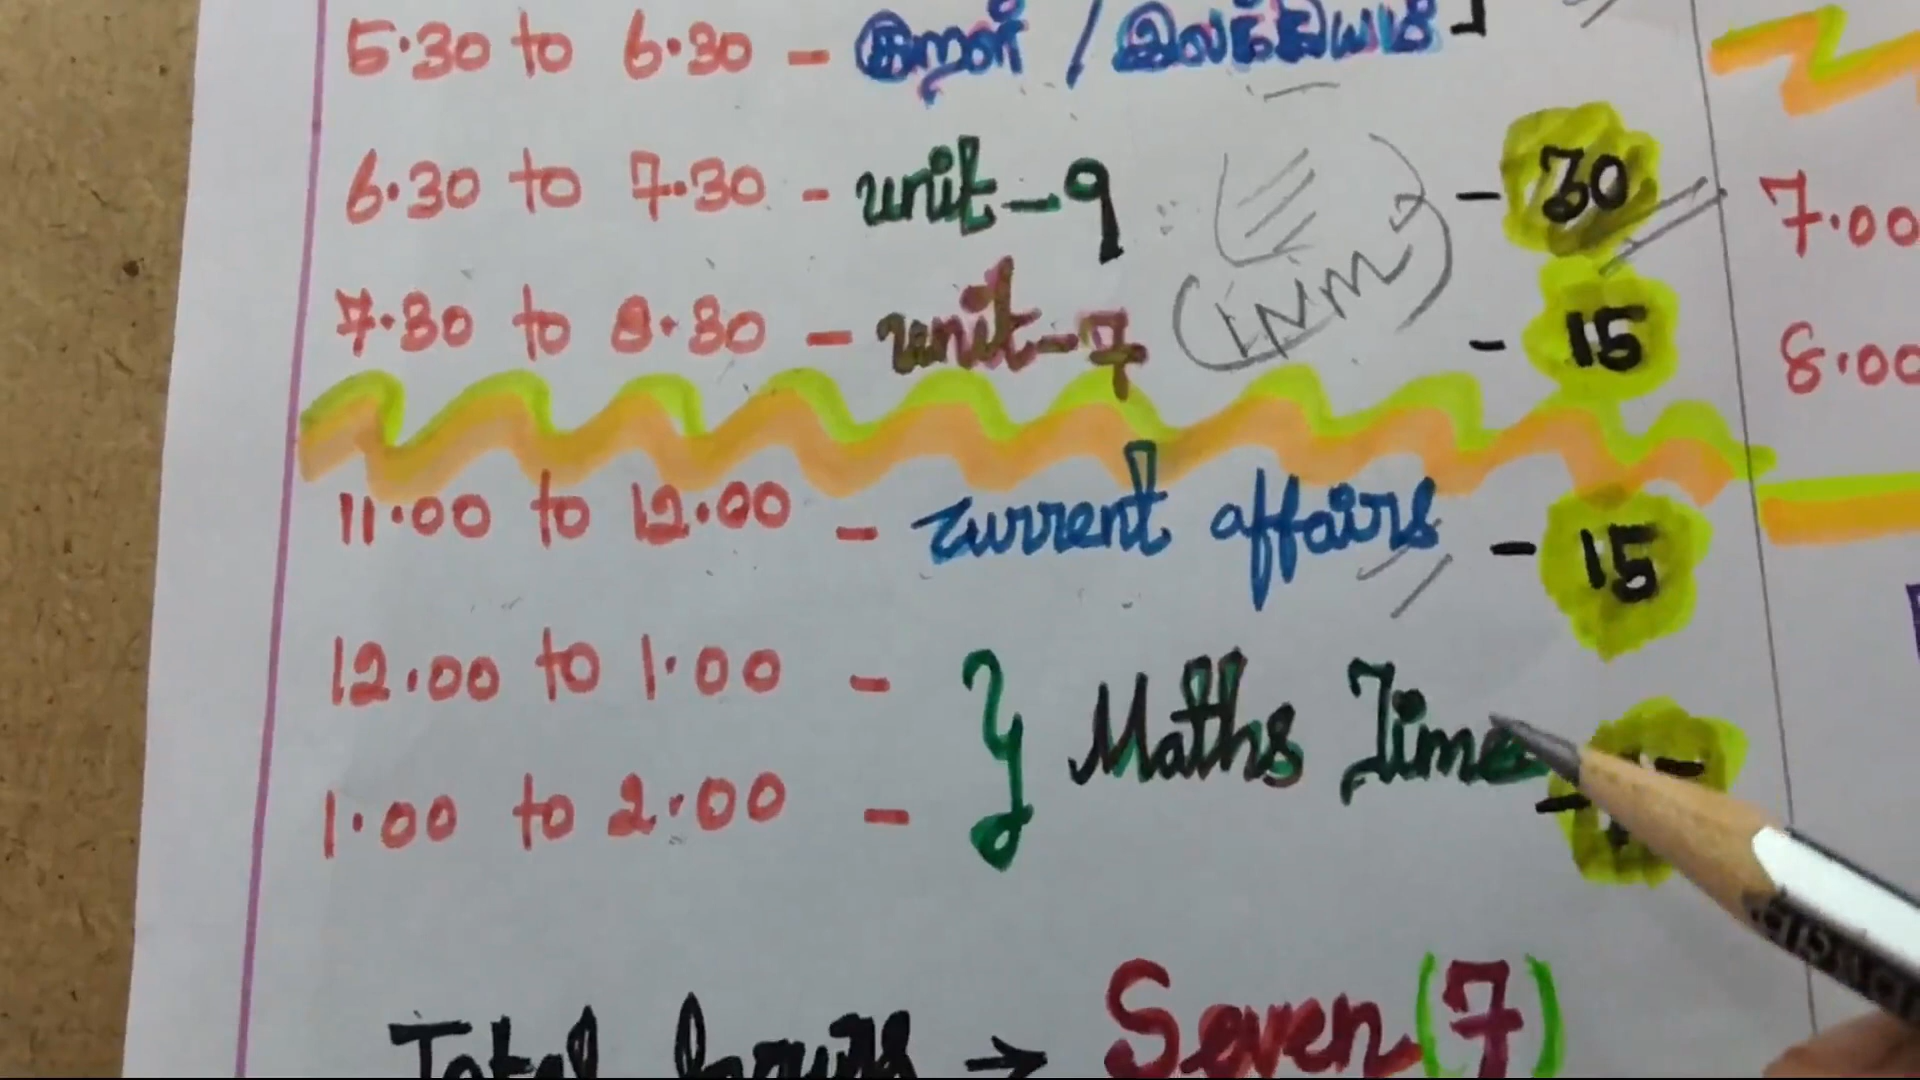 5.30 to 6.30 - குறள் / இலக்கியம்
6.30 to 7.30 - unit-9 - 30
7.30 to 8.30 - unit-7 (INM) - 15
11.00 to 12.00 - current affairs - 15
12.00 to 1.00 -
1.00 to 2.00 -
} Maths Time -
Total hours → Seven (7)
7.00
8.00